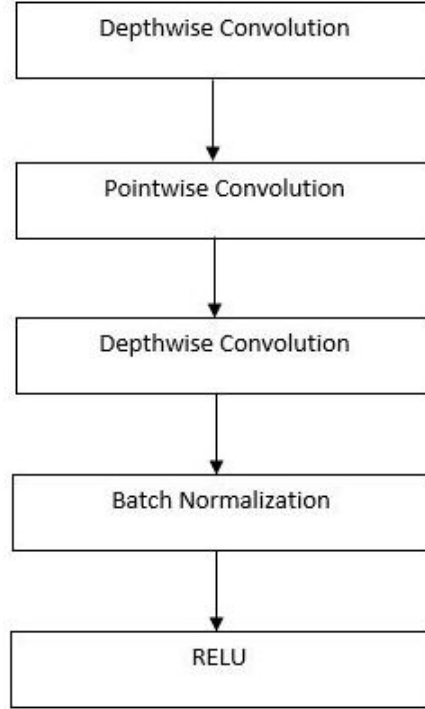 Depthwise Convolution
Pointwise Convolution
Depthwise Convolution
Batch Normalization
RELU